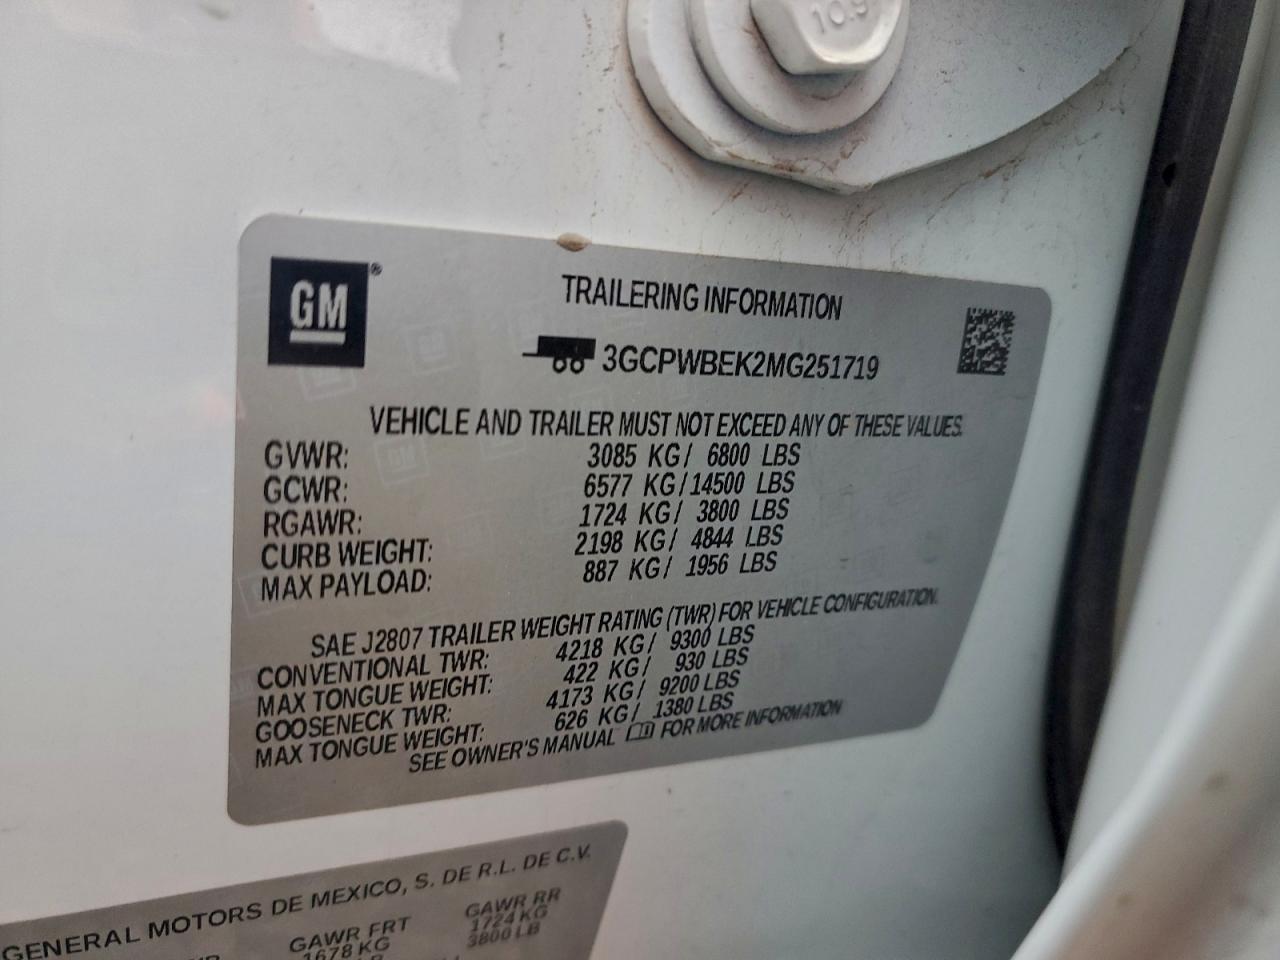 10.9
GM®
TRAILERING INFORMATION
3GCPWBEK2MG251719
VEHICLE AND TRAILER MUST NOT EXCEED ANY OF THESE VALUES.
GVWR: 3085 KG/ 6800 LBS
GCWR: 6577 KG/14500 LBS
RGAWR: 1724 KG/ 3800 LBS
CURB WEIGHT: 2198 KG/ 4844 LBS
MAX PAYLOAD: 887 KG/ 1956 LBS
SAE J2807 TRAILER WEIGHT RATING (TWR) FOR VEHICLE CONFIGURATION.
CONVENTIONAL TWR: 4218 KG/ 9300 LBS
MAX TONGUE WEIGHT: 422 KG/ 930 LBS
GOOSENECK TWR: 4173 KG/ 9200 LBS
MAX TONGUE WEIGHT: 626 KG/ 1380 LBS
SEE OWNER'S MANUAL FOR MORE INFORMATION
GENERAL MOTORS DE MEXICO, S. DE R.L. DE C.V.
GAWR FRT GAWR RR
1678 KG 1724 KG
3800 LB